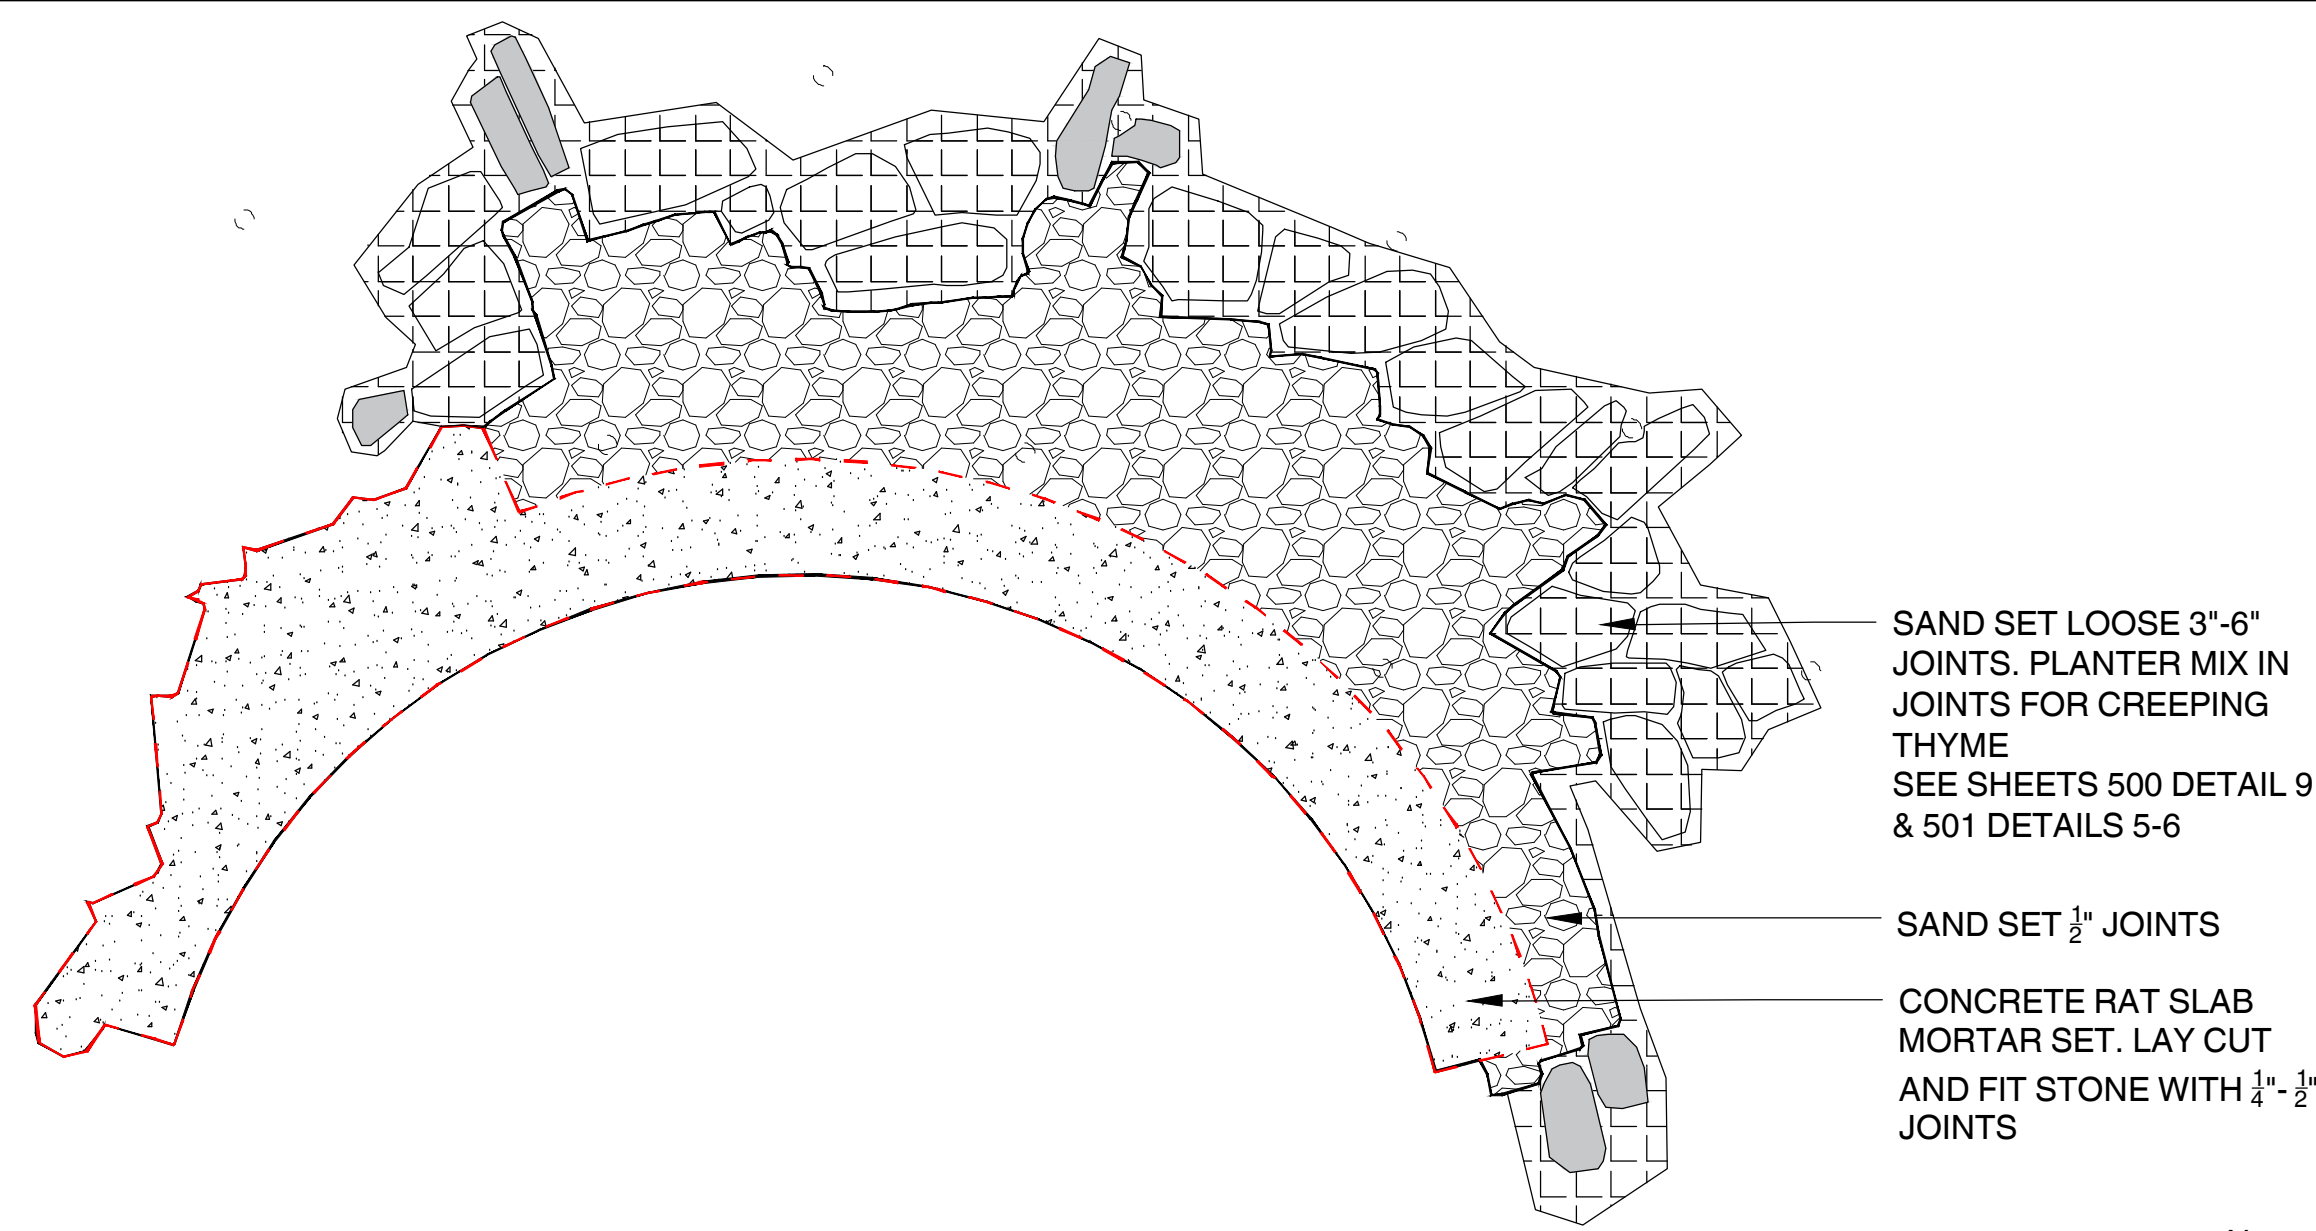 SAND SET LOOSE 3"-6"
JOINTS. PLANTER MIX IN
JOINTS FOR CREEPING
THYME
SEE SHEETS 500 DETAIL 9
& 501 DETAILS 5-6
SAND SET 1/2" JOINTS
CONCRETE RAT SLAB
MORTAR SET. LAY CUT
AND FIT STONE WITH 1/4"- 1/2"
JOINTS